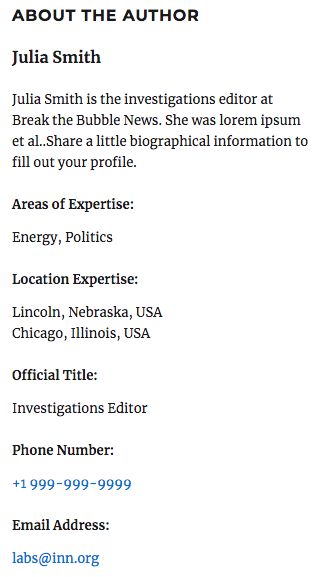 ABOUT THE AUTHOR
Julia Smith
Julia Smith is the investigations editor at
Break the Bubble News. She was lorem ipsum
et al..Share a little biographical information to
fill out your profile.
Areas of Expertise:
Energy, Politics
Location Expertise:
Lincoln, Nebraska, USA
Chicago, Illinois, USA
Official Title:
Investigations Editor
Phone Number:
+1 999-999-9999
Email Address:
labs@inn.org